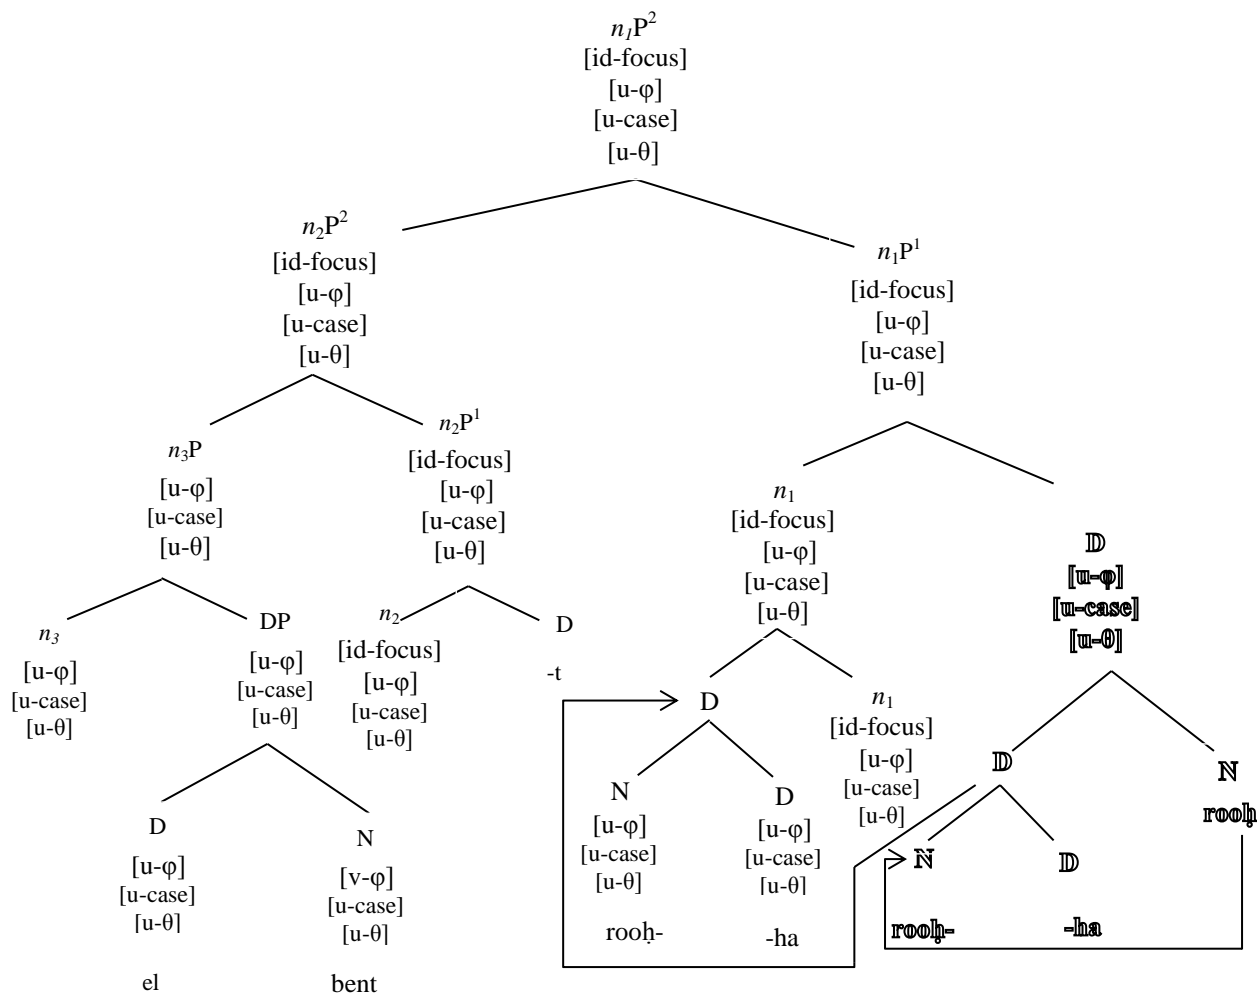 n₁P²
[id-focus]
[u-φ]
[u-case]
[u-θ]
n₂P²
[id-focus]
[u-φ]
[u-case]
[u-θ]
n₁P¹
[id-focus]
[u-φ]
[u-case]
[u-θ]
n₃P
[u-φ]
[u-case]
[u-θ]
n₂P¹
[id-focus]
[u-φ]
[u-case]
[u-θ]
n₁
[id-focus]
[u-φ]
[u-case]
[u-θ]
D
[u-φ]
[u-case]
[u-θ]
n₃
[u-φ]
[u-case]
[u-θ]
DP
[u-φ]
[u-case]
[u-θ]
n₂
[id-focus]
[u-φ]
[u-case]
[u-θ]
D
-t
D
n₁
[id-focus]
[u-φ]
[u-case]
[u-θ]
D
N
rooḥ
D
[u-φ]
[u-case]
[u-θ]
el
N
[v-φ]
[u-case]
[u-θ]
bent
N
[u-φ]
[u-case]
[u-θ]
rooḥ-
D
[u-φ]
[u-case]
[u-θ]
-ha
N
rooḥ-
D
-ha